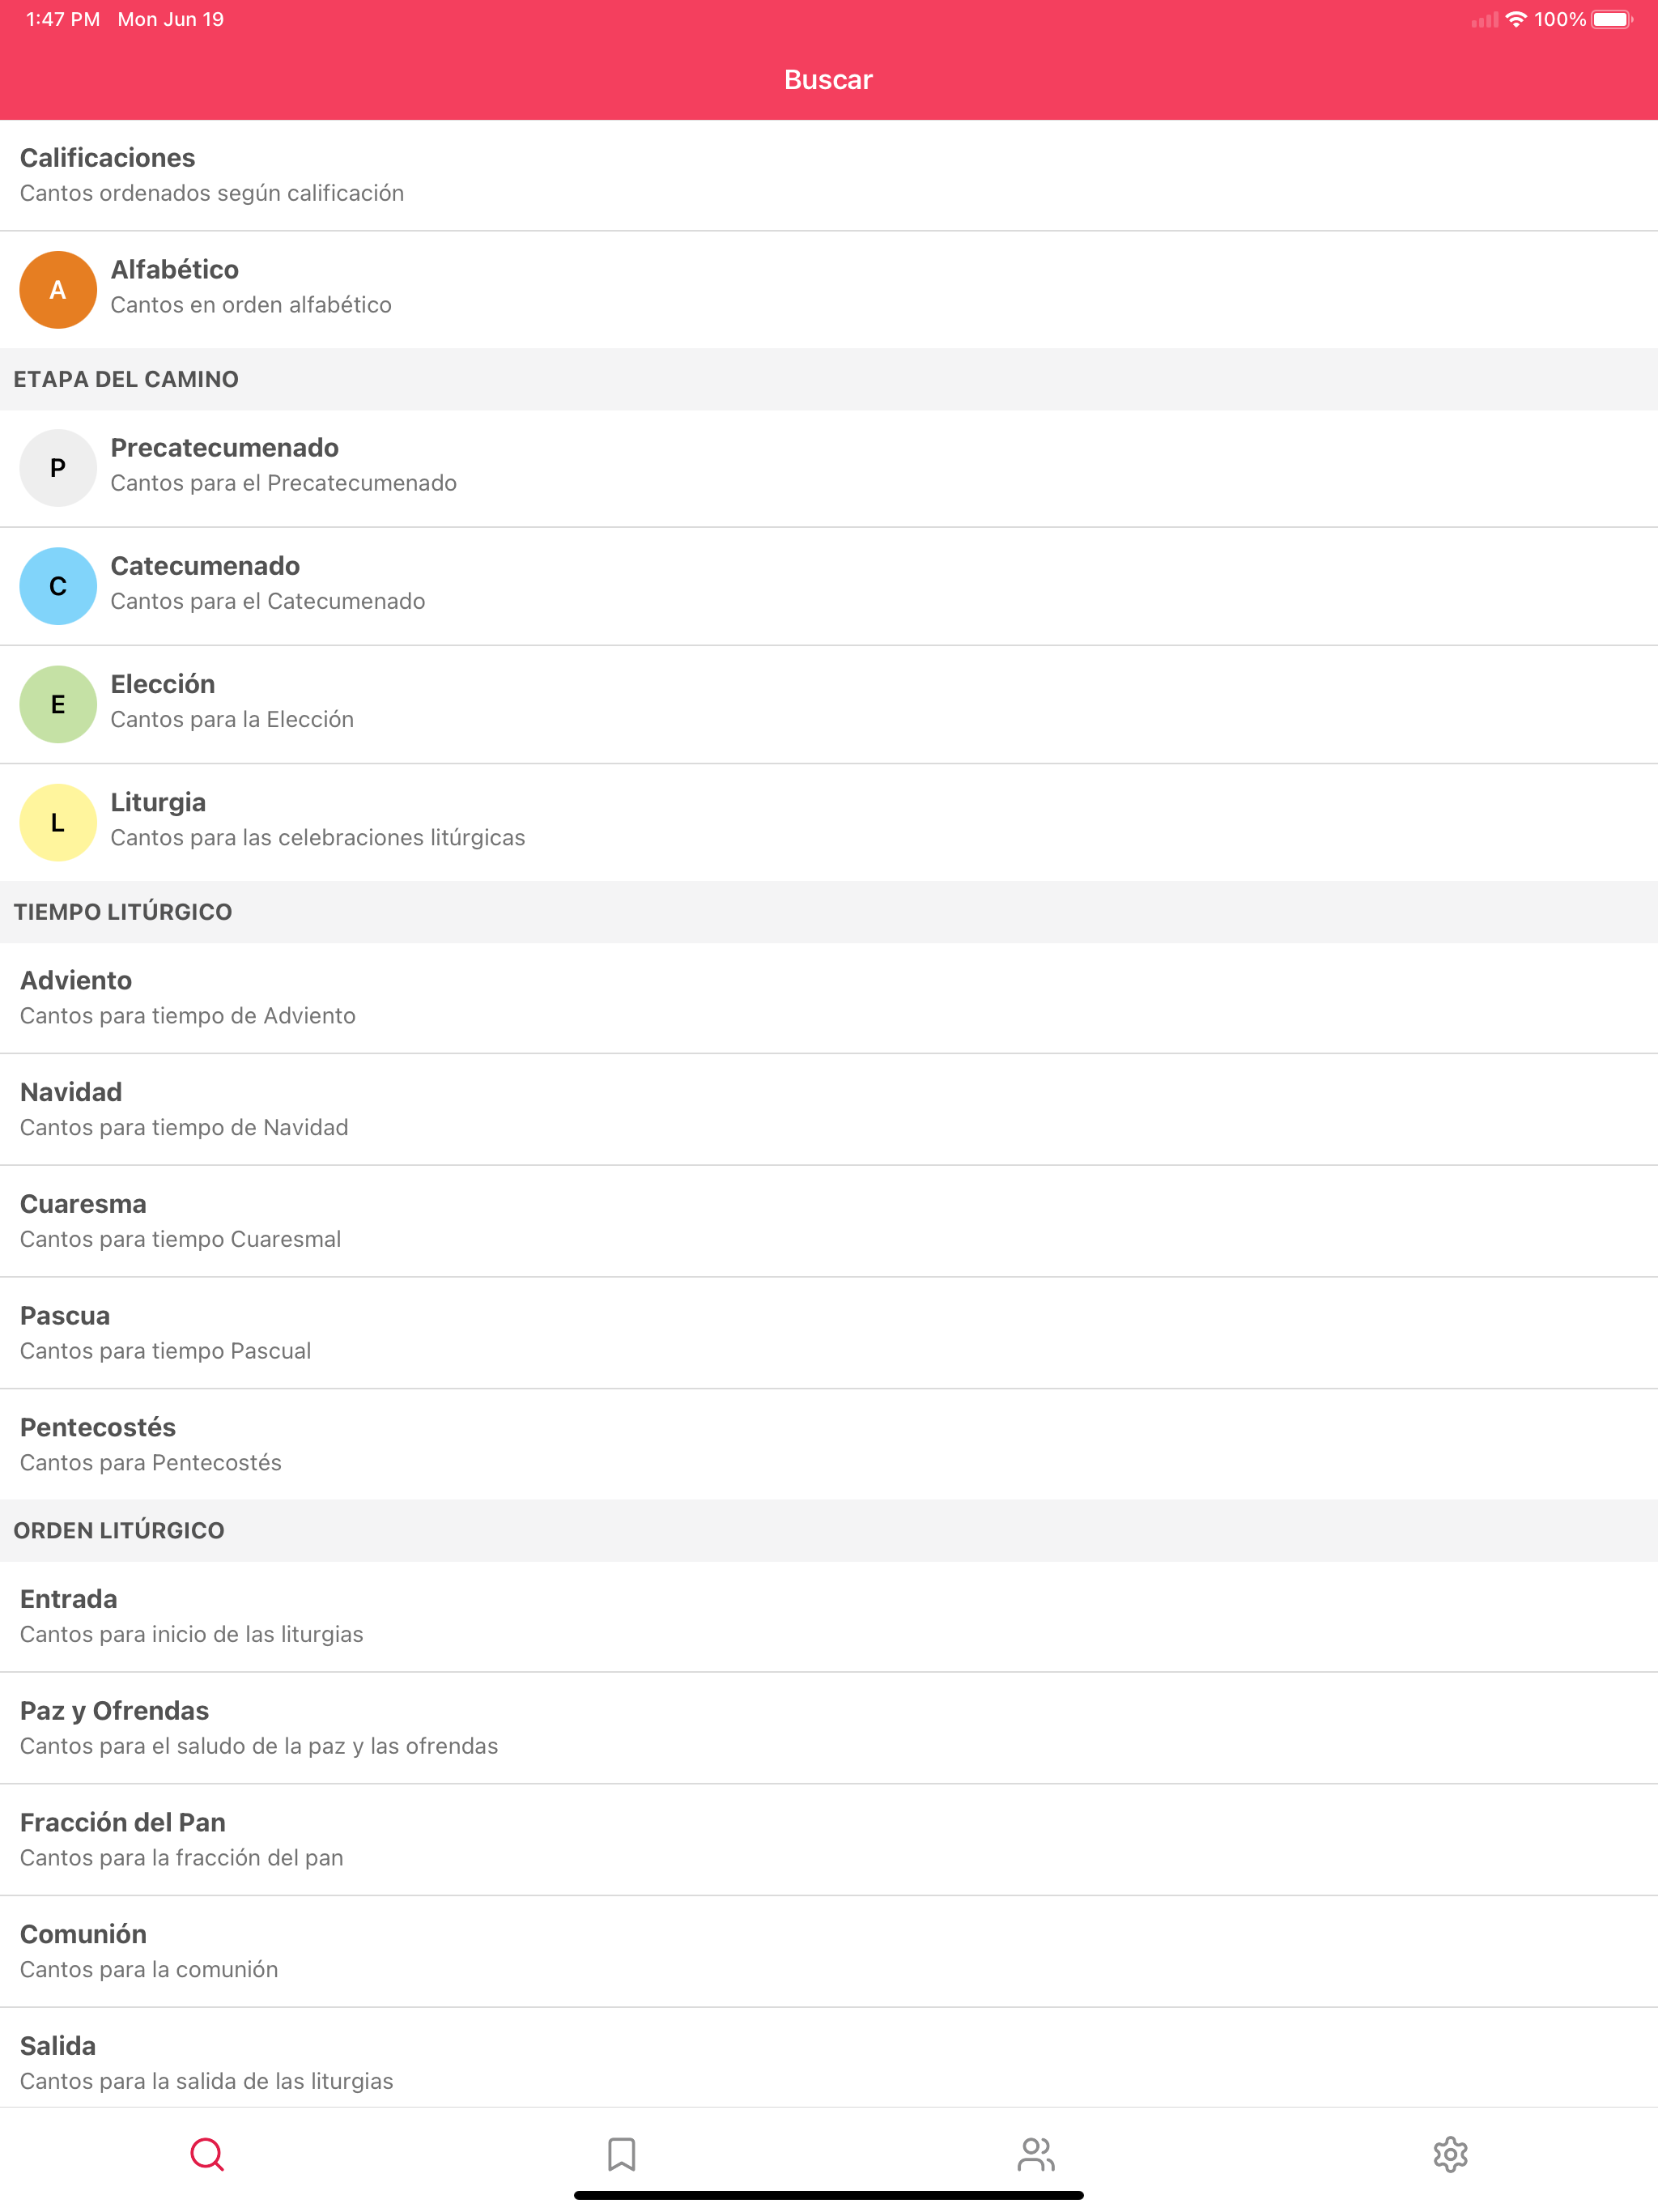 1:47 PM Mon Jun 19 100%
Buscar
Calificaciones
Cantos ordenados según calificación
A
Alfabético
Cantos en orden alfabético
ETAPA DEL CAMINO
P
Precatecumenado
Cantos para el Precatecumenado
C
Catecumenado
Cantos para el Catecumenado
E
Elección
Cantos para la Elección
L
Liturgia
Cantos para las celebraciones litúrgicas
TIEMPO LITÚRGICO
Adviento
Cantos para tiempo de Adviento
Navidad
Cantos para tiempo de Navidad
Cuaresma
Cantos para tiempo Cuaresmal
Pascua
Cantos para tiempo Pascual
Pentecostés
Cantos para Pentecostés
ORDEN LITÚRGICO
Entrada
Cantos para inicio de las liturgias
Paz y Ofrendas
Cantos para el saludo de la paz y las ofrendas
Fracción del Pan
Cantos para la fracción del pan
Comunión
Cantos para la comunión
Salida
Cantos para la salida de las liturgias